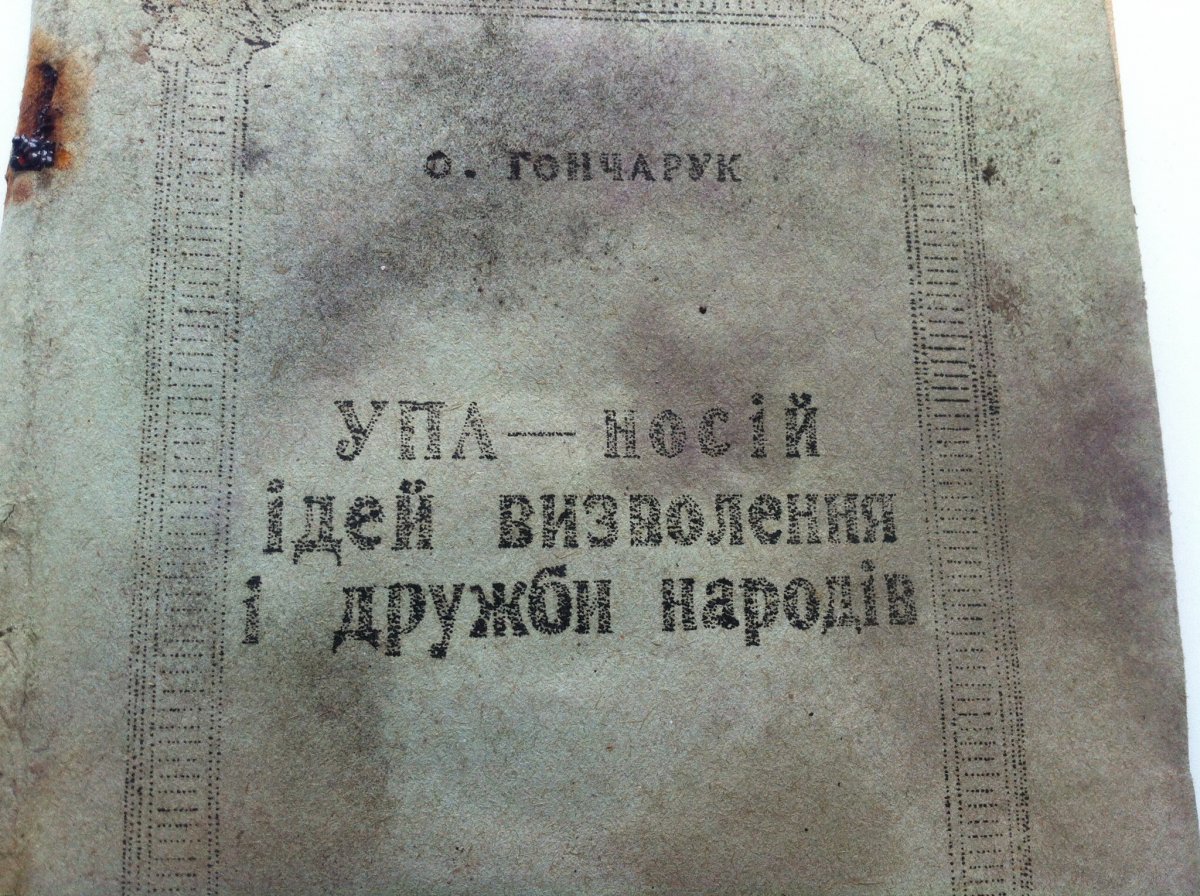 О. ГОНЧАРУК
УПА — носій
ідей визволення
і дружби народів